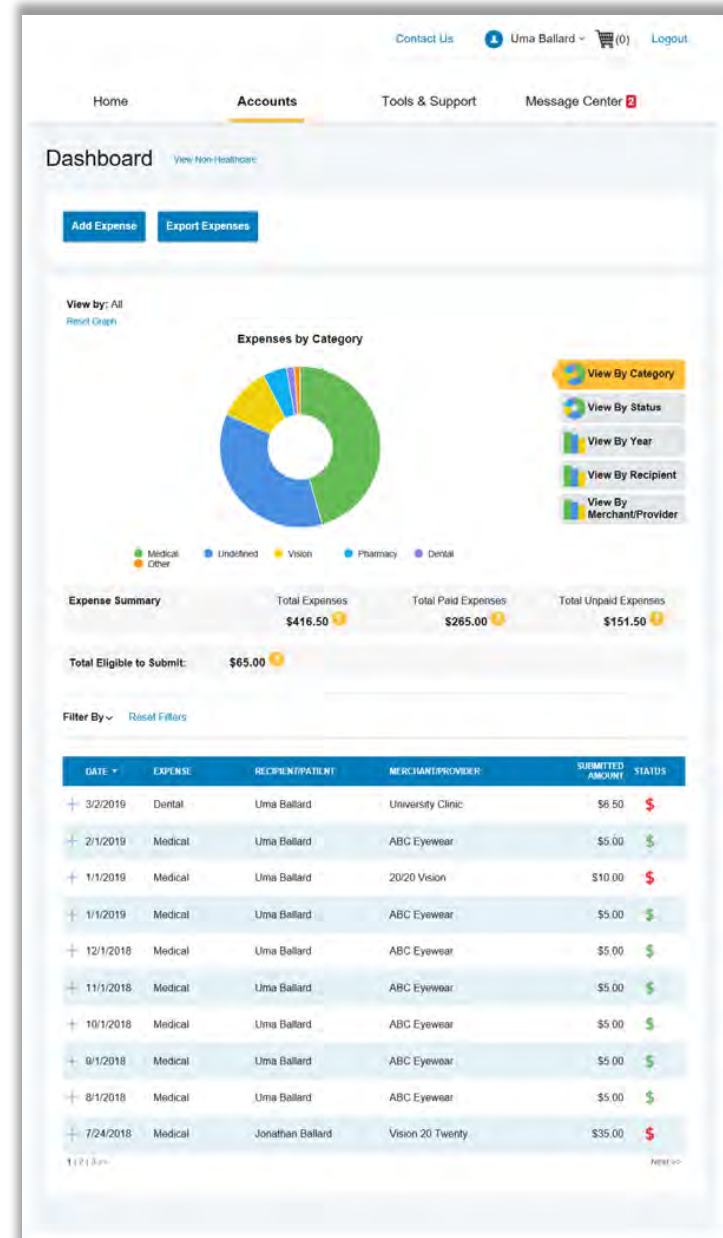 Contact Us Uma Ballard (0) Logout
Home Accounts Tools & Support Message Center 2
Dashboard View Non-Healthcare
Add Expense Export Expenses
View by: All
Reset Graph
Expenses by Category
View By Category
View By Status
View By Year
View By Recipient
View By
Merchant/Provider
Medical Undefined Vision Pharmacy Dental
Other
Expense Summary Total Expenses Total Paid Expenses Total Unpaid Expenses
$416.50 $265.00 $151.50
Total Eligible to Submit: $65.00
Filter By Reset Filters
DATE EXPENSE RECIPIENT/PATIENT MERCHANT/PROVIDER SUBMITTED AMOUNT STATUS
+ 3/2/2019 Dental Uma Ballard University Clinic $6.50 $
+ 2/1/2019 Medical Uma Ballard ABC Eyewear $5.00 $
+ 1/1/2019 Medical Uma Ballard 20/20 Vision $10.00 $
+ 1/1/2019 Medical Uma Ballard ABC Eyewear $5.00 $
+ 12/1/2018 Medical Uma Ballard ABC Eyewear $5.00 $
+ 11/1/2018 Medical Uma Ballard ABC Eyewear $5.00 $
+ 10/1/2018 Medical Uma Ballard ABC Eyewear $5.00 $
+ 9/1/2018 Medical Uma Ballard ABC Eyewear $5.00 $
+ 8/1/2018 Medical Uma Ballard ABC Eyewear $5.00 $
+ 7/24/2018 Medical Jonathan Ballard Vision 20 Twenty $35.00 $
1 | 2 | 3 >> Next >>